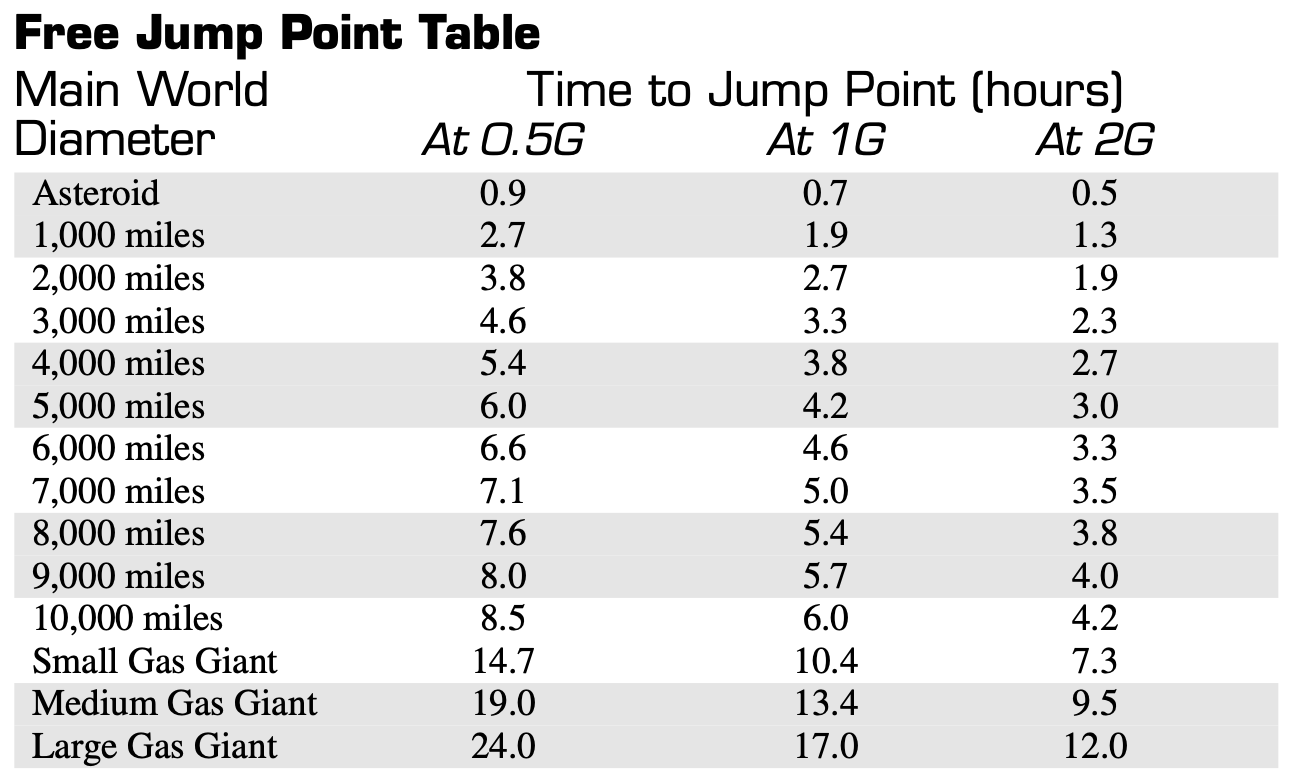 Free Jump Point Table
Main World Time to Jump Point (hours)
Diameter At 0.5G At 1G At 2G
Asteroid 0.9 0.7 0.5
1,000 miles 2.7 1.9 1.3
2,000 miles 3.8 2.7 1.9
3,000 miles 4.6 3.3 2.3
4,000 miles 5.4 3.8 2.7
5,000 miles 6.0 4.2 3.0
6,000 miles 6.6 4.6 3.3
7,000 miles 7.1 5.0 3.5
8,000 miles 7.6 5.4 3.8
9,000 miles 8.0 5.7 4.0
10,000 miles 8.5 6.0 4.2
Small Gas Giant 14.7 10.4 7.3
Medium Gas Giant 19.0 13.4 9.5
Large Gas Giant 24.0 17.0 12.0